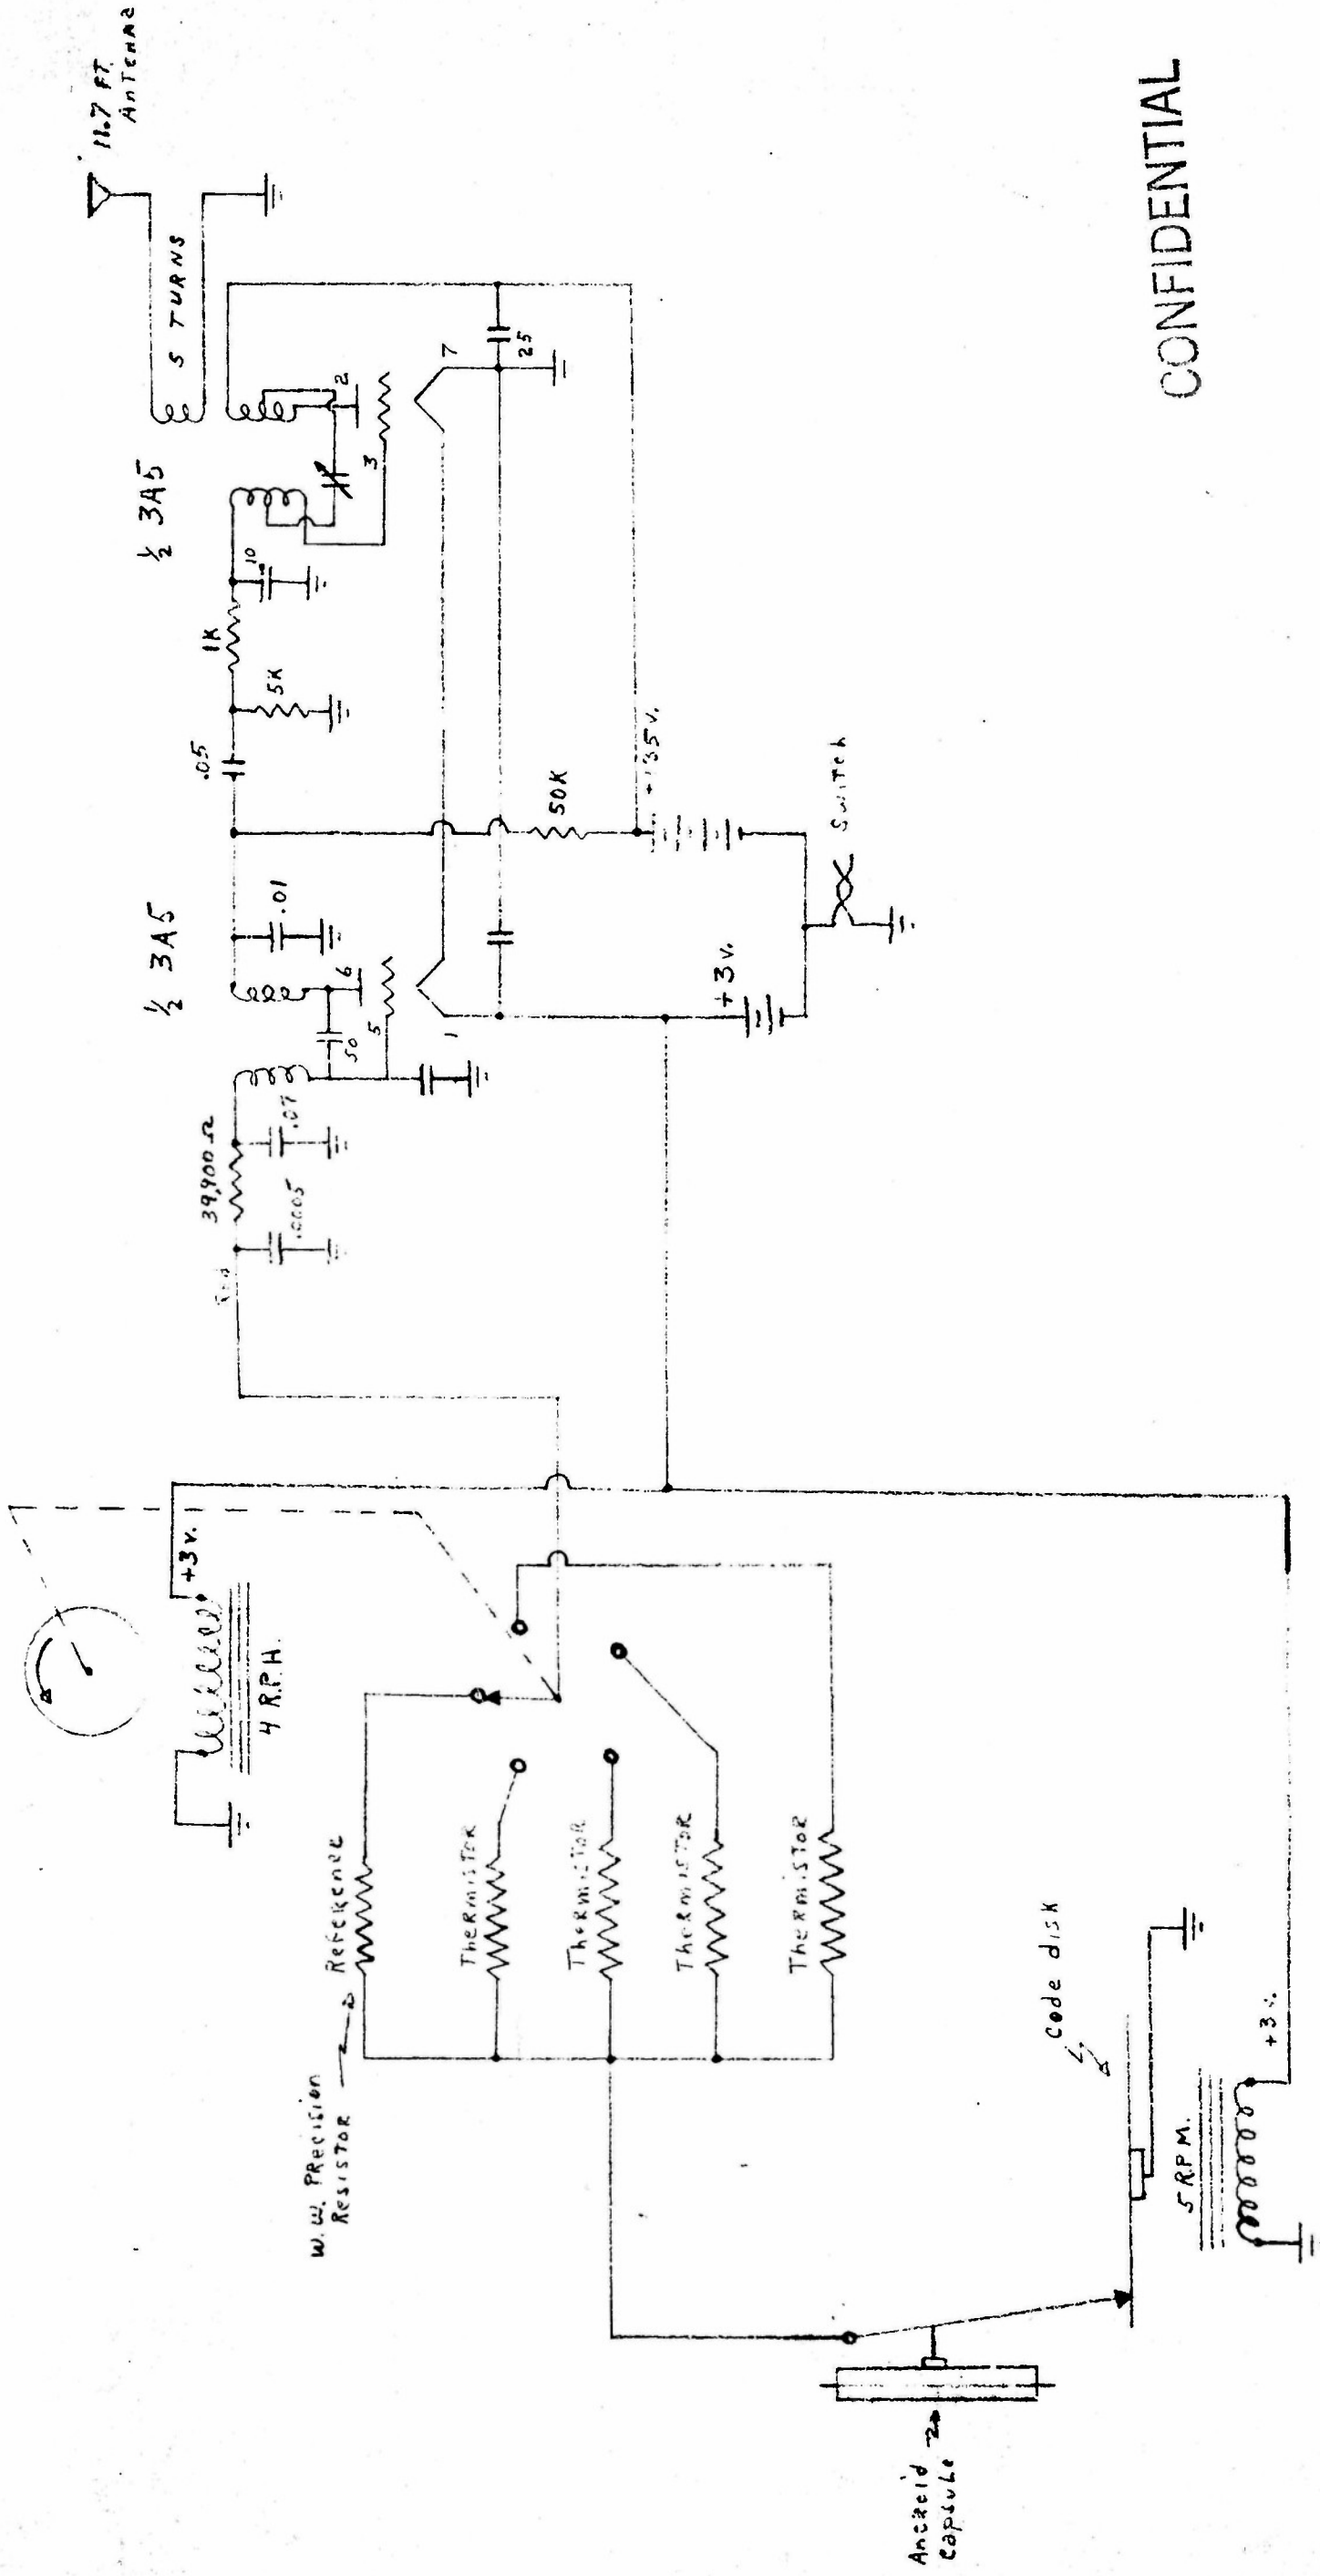 11.7 FT.
ANTENNA
5 TURNS
½ 3A5
.10
1K
5K
.05
2
3
7
25
½ 3A5
.01
6
5
50
1
50K
+135 v.
+3 v.
Switch
39,900 Ω
.07
.0005
Red
+3 v.
4 R.P.H.
Reference
W.W. PRecision
ResisTOR
TheRmisTOR
TheRmisTOR
TheRmisTOR
TheRmisTOR
Code disk
5 R.P.M.
+3 v.
Aneroid
Capsule
CONFIDENTIAL